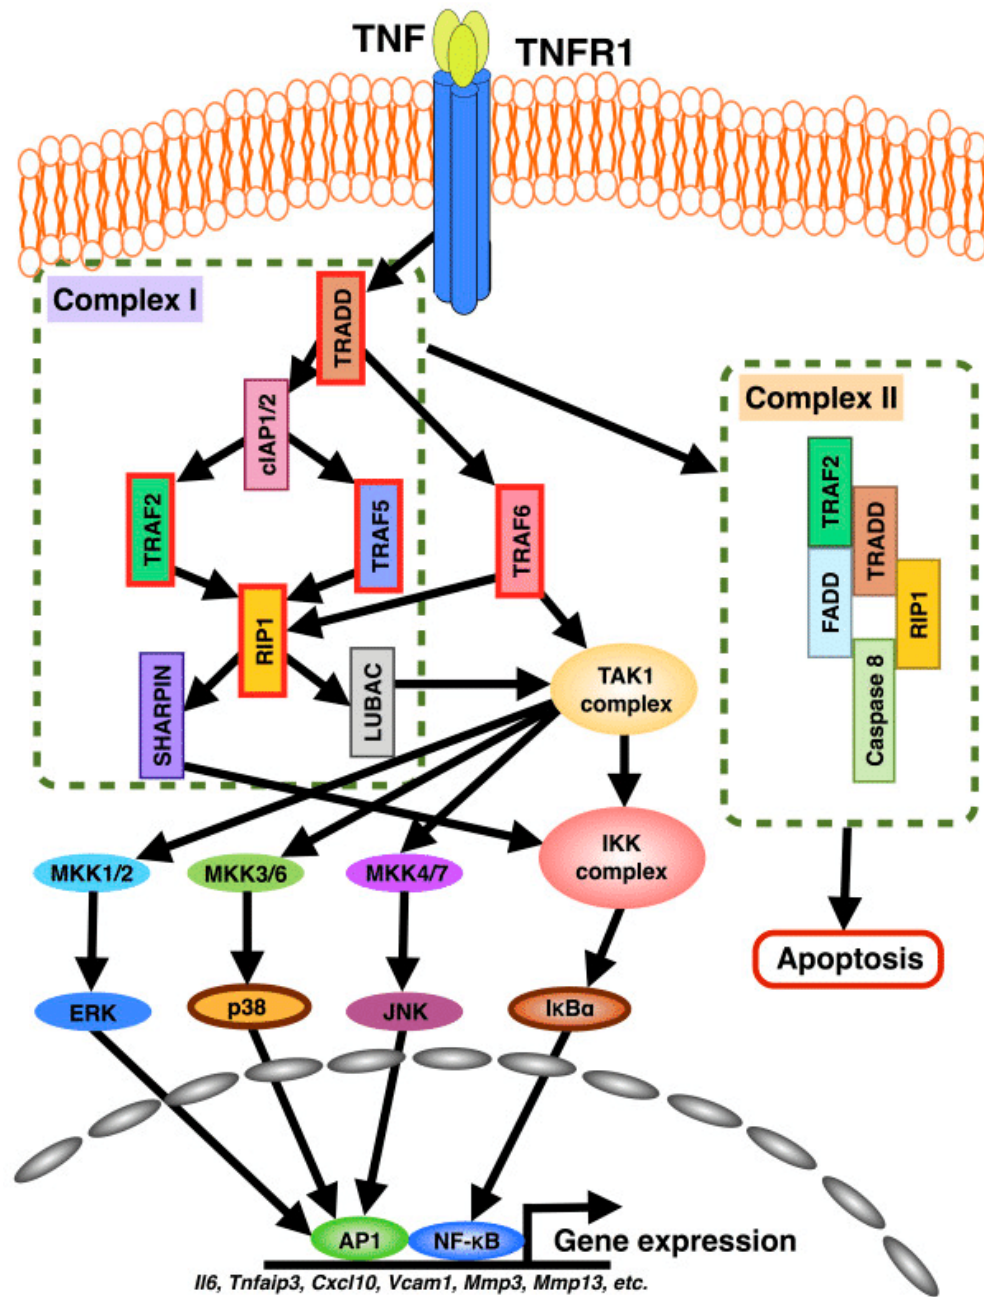 TNF
TNFR1
Complex I
TRADD
cIAP1/2
TRAF2
TRAF5
TRAF6
RIP1
SHARPIN
LUBAC
TAK1
complex
Complex II
TRAF2
TRADD
FADD
RIP1
Caspase 8
MKK1/2
MKK3/6
MKK4/7
IKK
complex
Apoptosis
ERK
p38
JNK
IκBα
AP1
NF-κB
Gene expression
Il6, Tnfaip3, Cxcl10, Vcam1, Mmp3, Mmp13, etc.